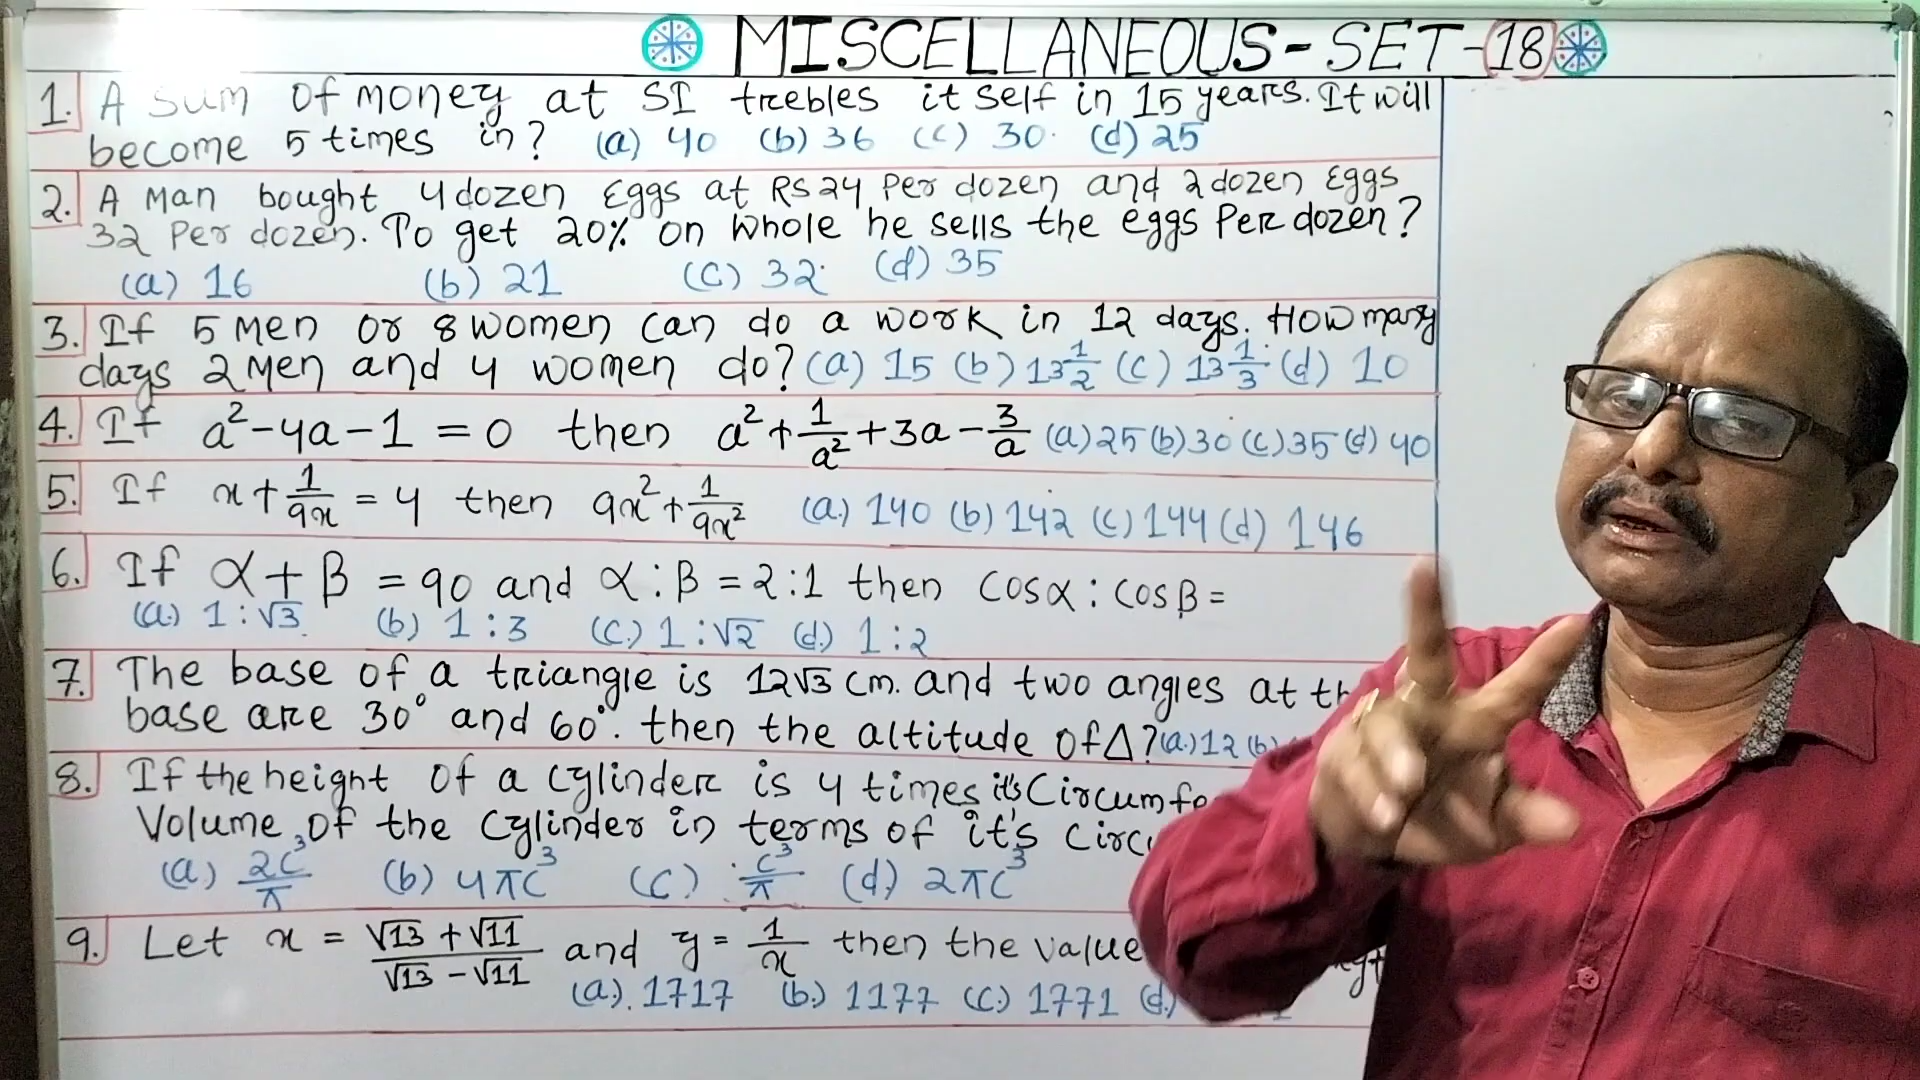 MISCELLANEOUS-SET-18
1. A sum of money at SI trebles it self in 15 years. It will
become 5 times in? (a) 40 (b) 36 (c) 30 (d) 25
2. A Man bought 4 dozen Eggs at RS 24 Per dozen and 2 dozen Eggs
32 Per dozen. To get 20% on whole he sells the eggs Per dozen?
(a) 16 (b) 21 (c) 32 (d) 35
3. If 5 Men or 8 women can do a work in 12 days. How many
days 2 Men and 4 women do? (a) 15 (b) 13 1/2 (c) 13 1/3 (d) 10
4. If a²-4a-1=0 then a²+1/a²+3a-3/a (a) 25 (b) 30 (c) 35 (d) 40
5. If x+1/9x=4 then 9x²+1/9x² (a.) 140 (b) 142 (c) 144 (d) 146
6. If α+β=90 and α:β=2:1 then cosα:cosβ=
(a.) 1:√3 (b) 1:3 (c.) 1:√2 (d.) 1:2
7. The base of a triangle is 12√3 cm. and two angles at
base are 30° and 60°. then the altitude of Δ? (a.) 12 (b)
8. If the height of a cylinder is 4 times it's
Volume of the cylinder in terms of it's
(a.) 2C³/π (b) 4πC³ (c) C³/π (d) 2πC³
9. Let x = √13+√11/√13-√11 and y=1/x then the value
(a.) 1717 (b.) 1177 (c.) 1771 (d.)